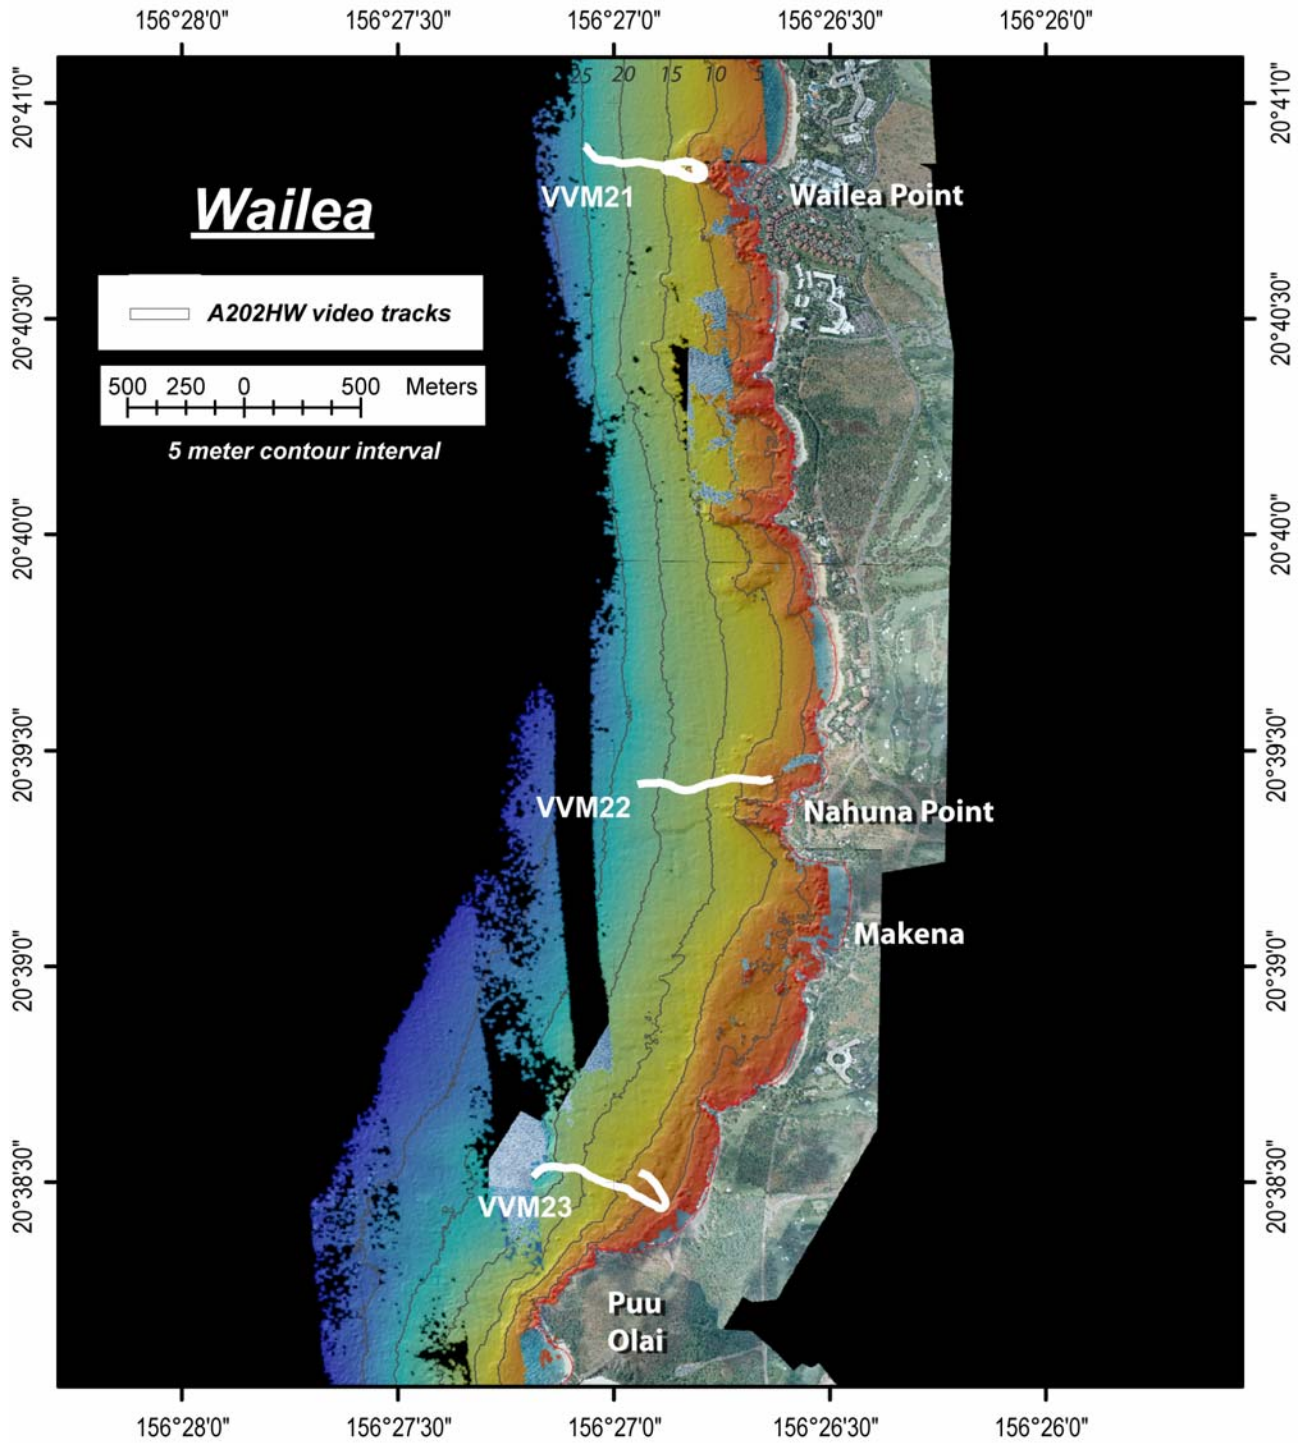 156°28'0" 156°27'30" 156°27'0" 156°26'30" 156°26'0"
25 20 15 10 5
20°41'0" 20°41'0"
VVM21 Wailea Point
Wailea
A202HW video tracks
20°40'30" 20°40'30"
500 250 0 500 Meters
5 meter contour interval
20°40'0" 20°40'0"
20°39'30" 20°39'30"
VVM22 Nahuna Point
Makena
20°39'0" 20°39'0"
20°38'30" 20°38'30"
VVM23
Puu
Olai
156°28'0" 156°27'30" 156°27'0" 156°26'30" 156°26'0"